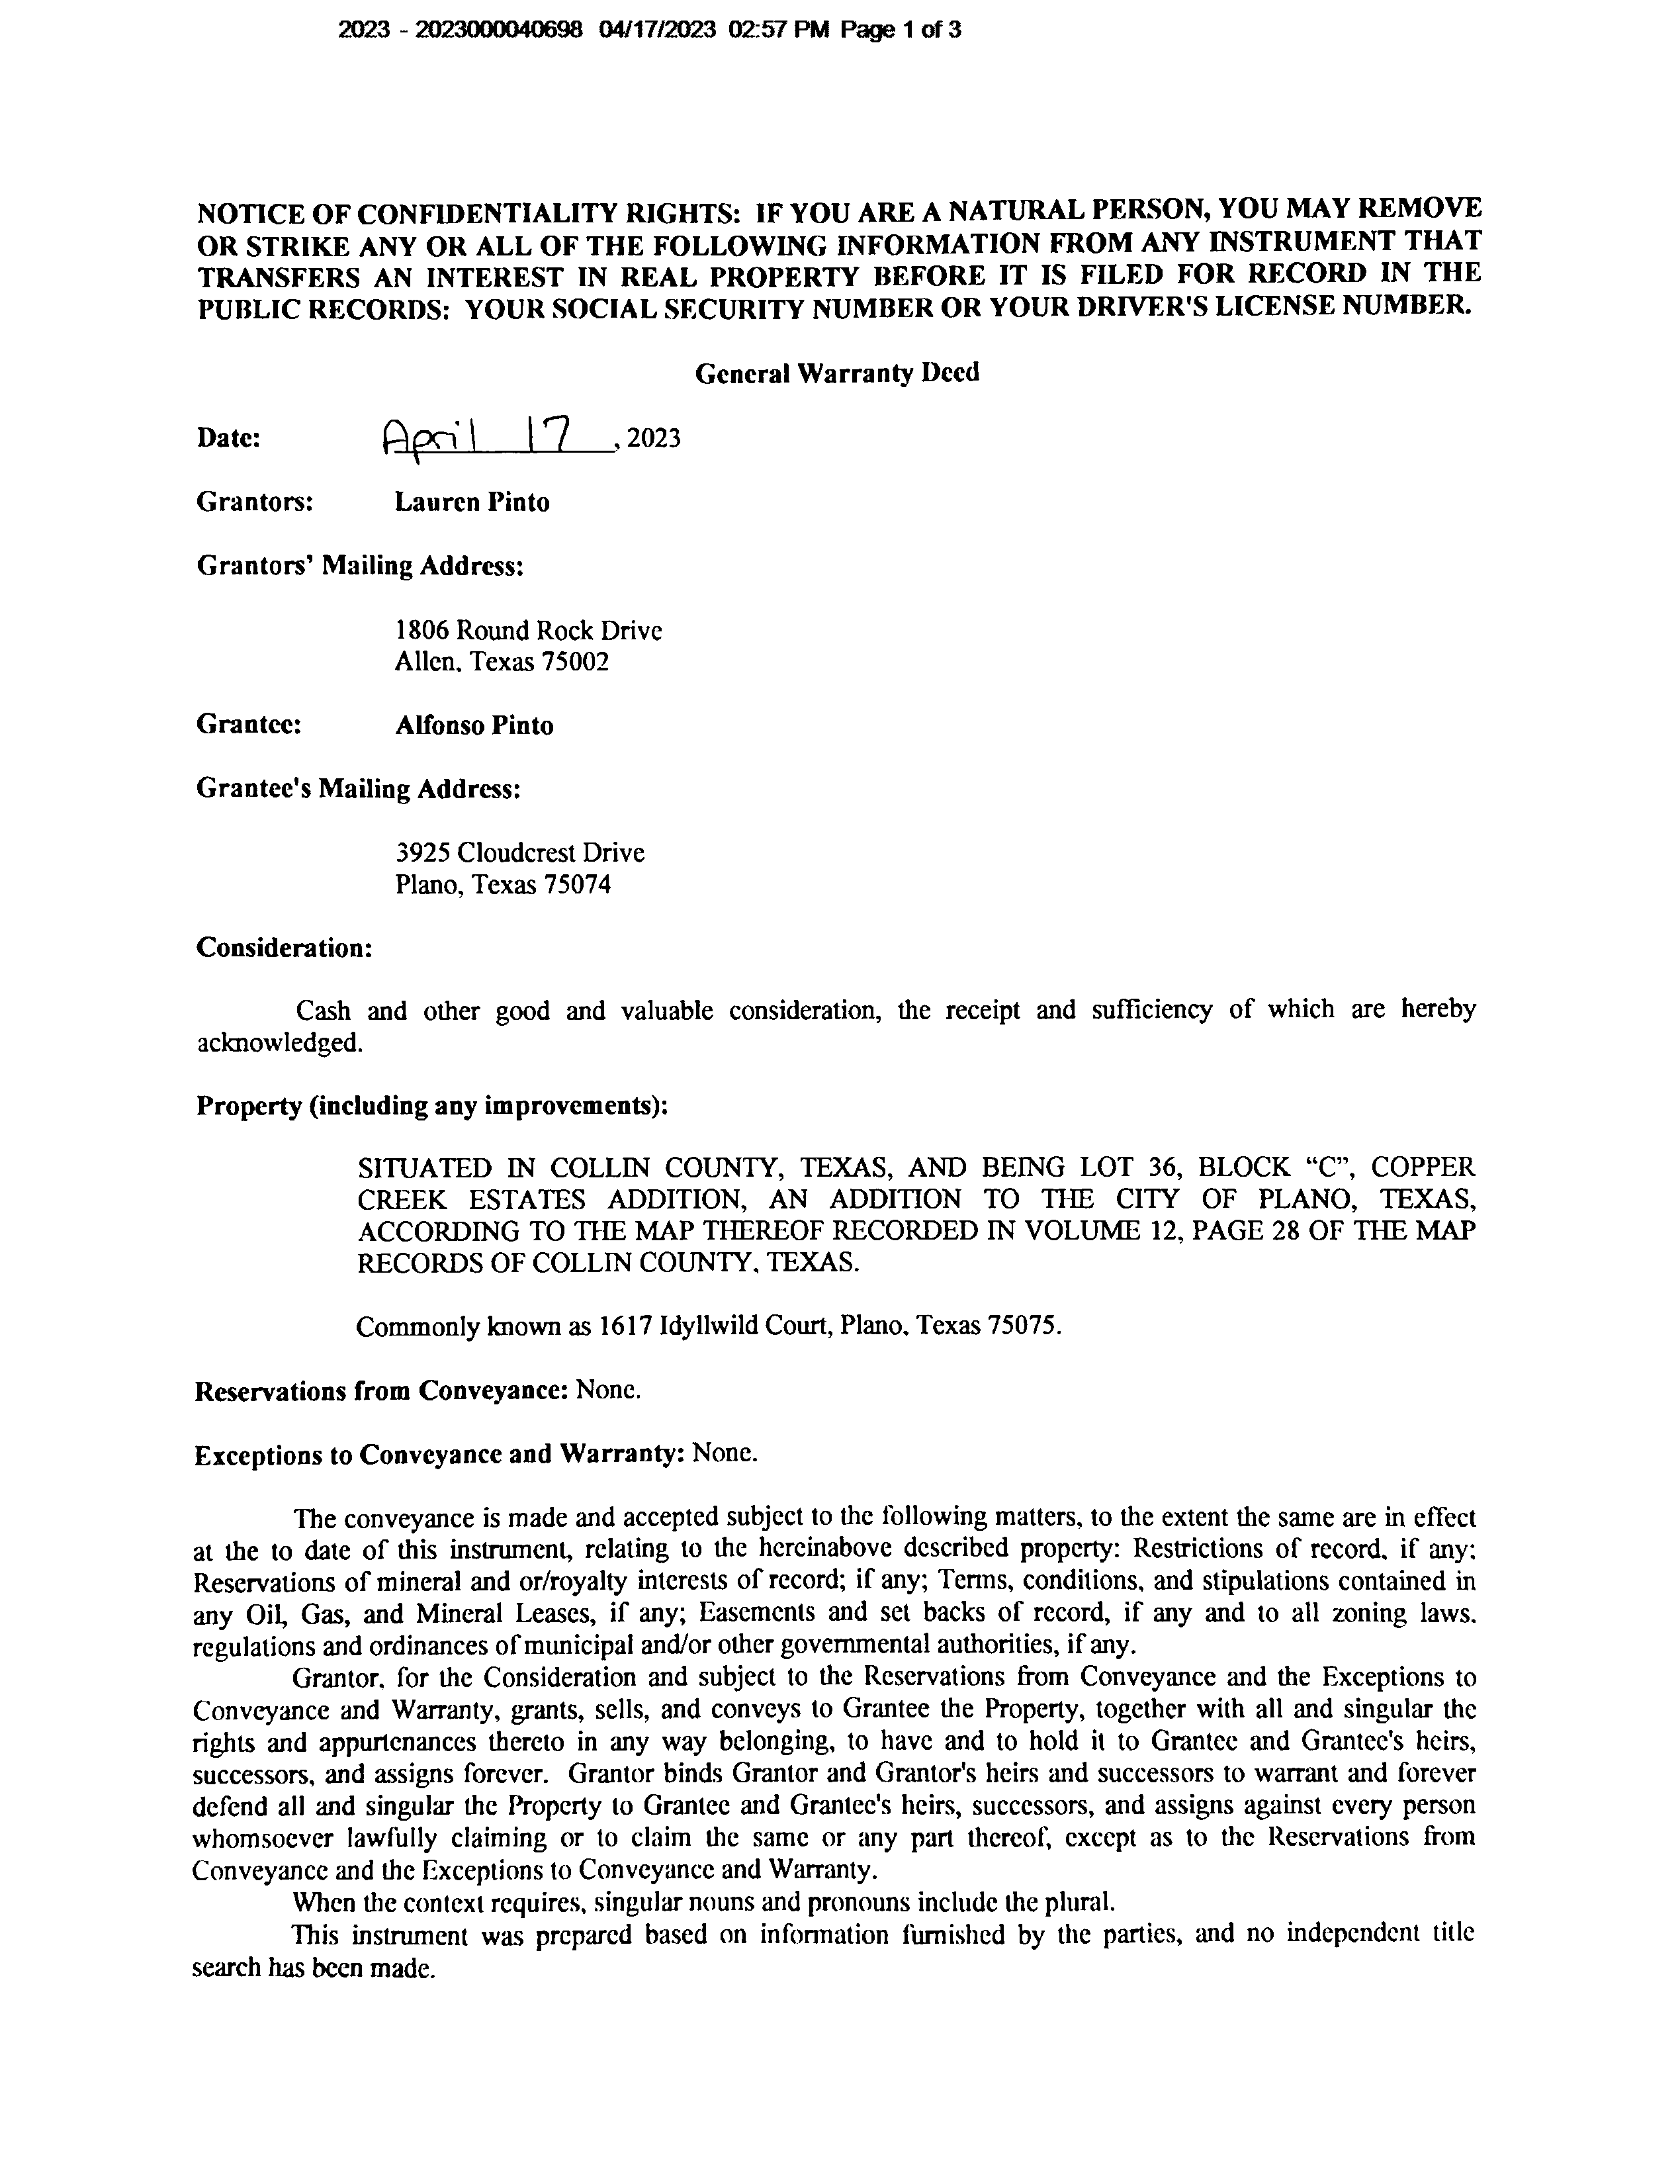 2023 - 2023000040698 04/17/2023 02:57 PM Page 1 of 3
NOTICE OF CONFIDENTIALITY RIGHTS: IF YOU ARE A NATURAL PERSON, YOU MAY REMOVE
OR STRIKE ANY OR ALL OF THE FOLLOWING INFORMATION FROM ANY INSTRUMENT THAT
TRANSFERS AN INTEREST IN REAL PROPERTY BEFORE IT IS FILED FOR RECORD IN THE
PUBLIC RECORDS: YOUR SOCIAL SECURITY NUMBER OR YOUR DRIVER'S LICENSE NUMBER.
General Warranty Deed
Date: April 17, 2023
Grantors: Lauren Pinto
Grantors' Mailing Address:
1806 Round Rock Drive
Allen, Texas 75002
Grantee: Alfonso Pinto
Grantee's Mailing Address:
3925 Cloudcrest Drive
Plano, Texas 75074
Consideration:
Cash and other good and valuable consideration, the receipt and sufficiency of which are hereby
acknowledged.
Property (including any improvements):
SITUATED IN COLLIN COUNTY, TEXAS, AND BEING LOT 36, BLOCK “C”, COPPER
CREEK ESTATES ADDITION, AN ADDITION TO THE CITY OF PLANO, TEXAS,
ACCORDING TO THE MAP THEREOF RECORDED IN VOLUME 12, PAGE 28 OF THE MAP
RECORDS OF COLLIN COUNTY, TEXAS.
Commonly known as 1617 Idyllwild Court, Plano, Texas 75075.
Reservations from Conveyance: None.
Exceptions to Conveyance and Warranty: None.
The conveyance is made and accepted subject to the following matters, to the extent the same are in effect
at the to date of this instrument, relating to the hereinabove described property: Restrictions of record, if any;
Reservations of mineral and or/royalty interests of record; if any; Terms, conditions, and stipulations contained in
any Oil, Gas, and Mineral Leases, if any; Easements and set backs of record, if any and to all zoning laws,
regulations and ordinances of municipal and/or other governmental authorities, if any.
Grantor, for the Consideration and subject to the Reservations from Conveyance and the Exceptions to
Conveyance and Warranty, grants, sells, and conveys to Grantee the Property, together with all and singular the
rights and appurtenances thereto in any way belonging, to have and to hold it to Grantee and Grantee's heirs,
successors, and assigns forever. Grantor binds Grantor and Grantor's heirs and successors to warrant and forever
defend all and singular the Property to Grantee and Grantee's heirs, successors, and assigns against every person
whomsoever lawfully claiming or to claim the same or any part thereof, except as to the Reservations from
Conveyance and the Exceptions to Conveyance and Warranty.
When the context requires, singular nouns and pronouns include the plural.
This instrument was prepared based on information furnished by the parties, and no independent title
search has been made.